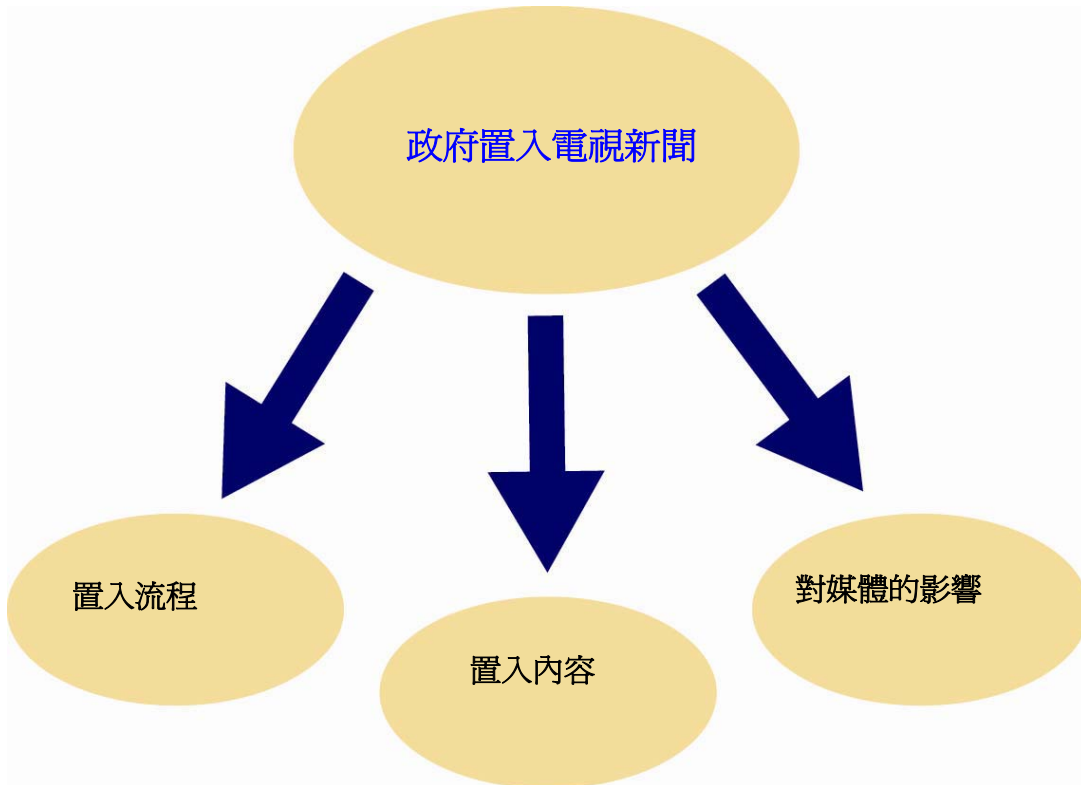 政府置入電視新聞
置入流程
置入內容
對媒體的影響